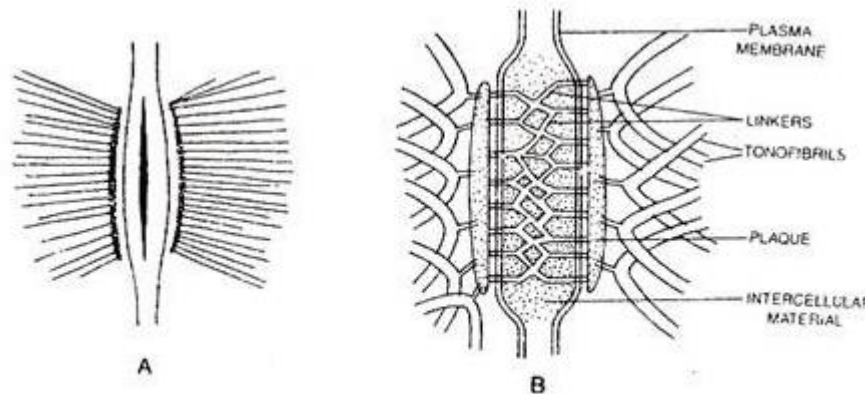 PLASMA
MEMBRANE
LINKERS
TONOFIBRILS
PLAQUE
INTERCELLULAR
MATERIAL
A
B